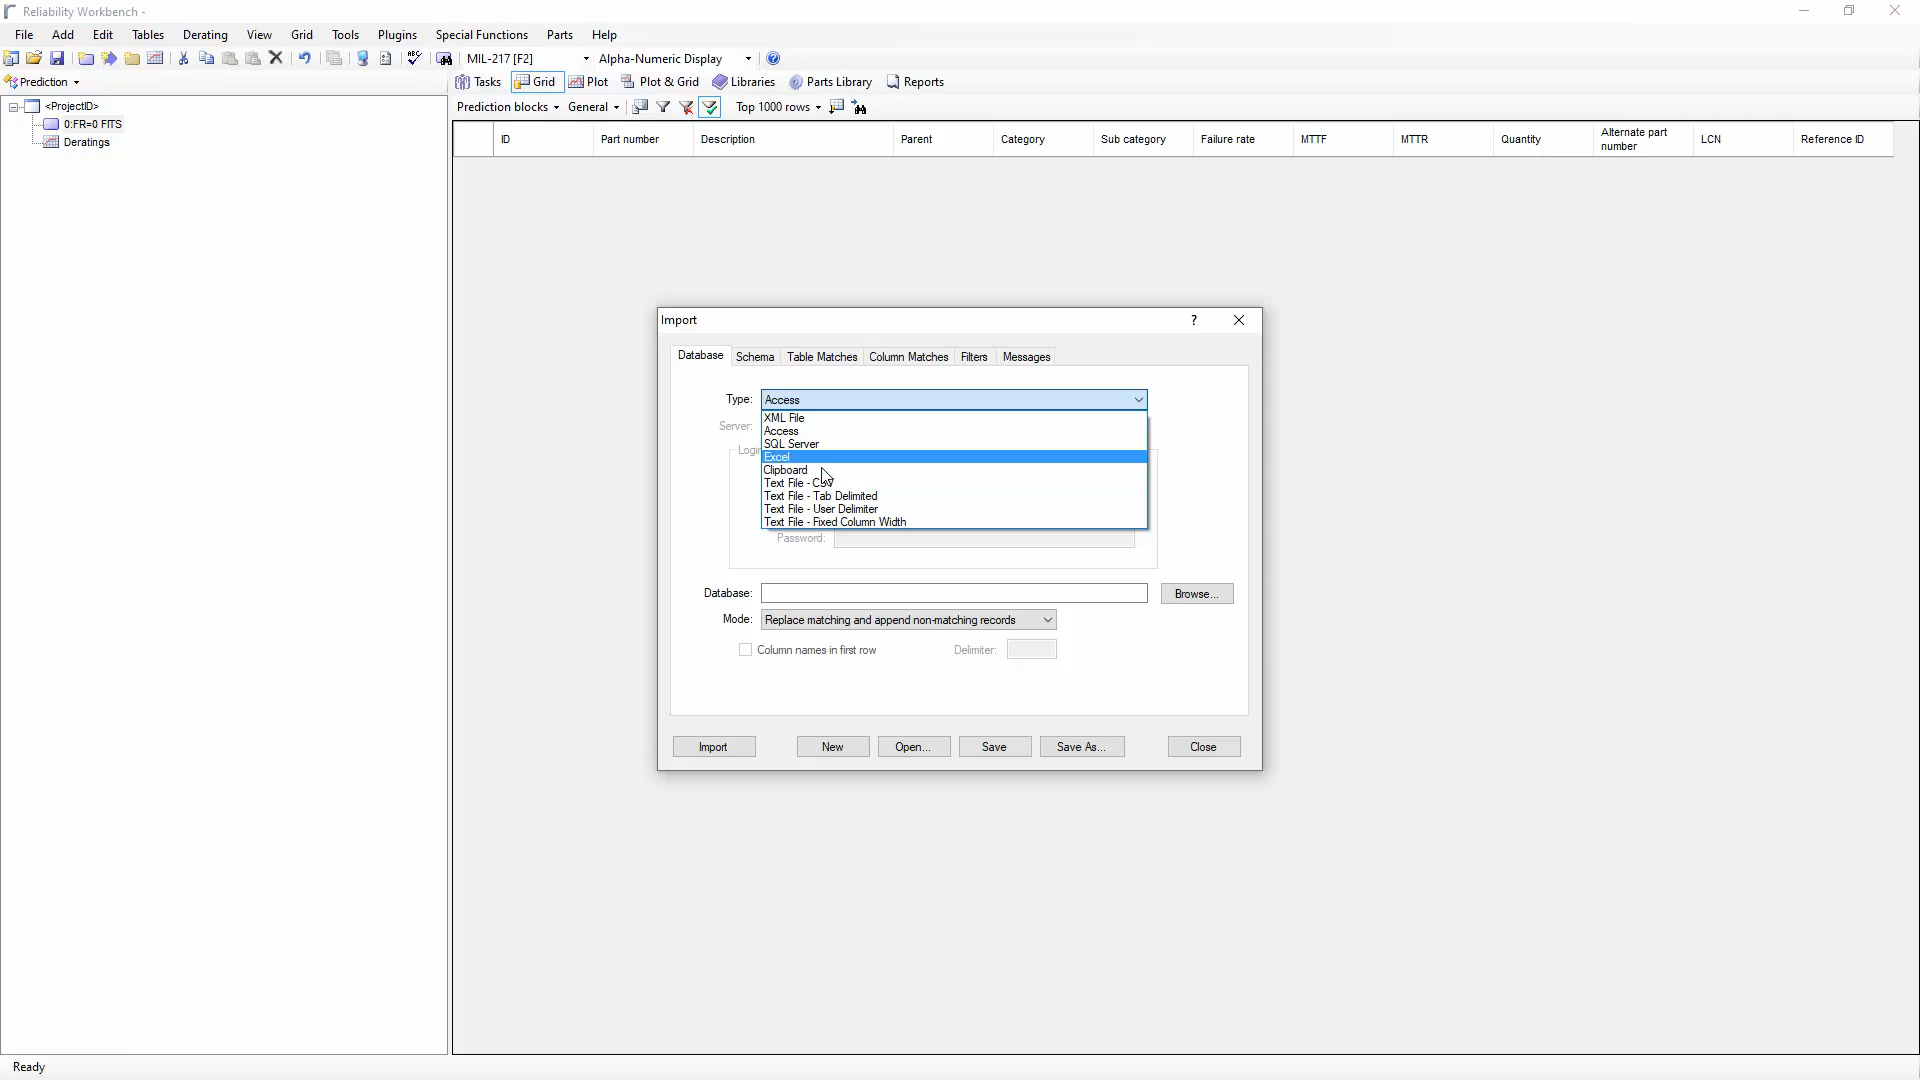 Reliability Workbench -
File Add Edit Tables Derating View Grid Tools Plugins Special Functions Parts Help
MIL-217 [F2] Alpha-Numeric Display
Prediction Tasks Grid Plot Plot & Grid Libraries Parts Library Reports
Prediction blocks General Top 1000 rows
<ProjectID>
0:FR=0 FITS
Deratings
ID Part number Description Parent Category Sub category Failure rate MTTF MTTR Quantity Alternate part number LCN Reference ID
Import ?
Database Schema Table Matches Column Matches Filters Messages
Type: Access
XML File
Server:
Access
SQL Server
Login
Excel
Clipboard
Text File - CSV
Text File - Tab Delimited
Text File - User Delimiter
Text File - Fixed Column Width
Password:
Database: Browse...
Mode: Replace matching and append non-matching records
Column names in first row Delimiter:
Import New Open... Save Save As... Close
Ready